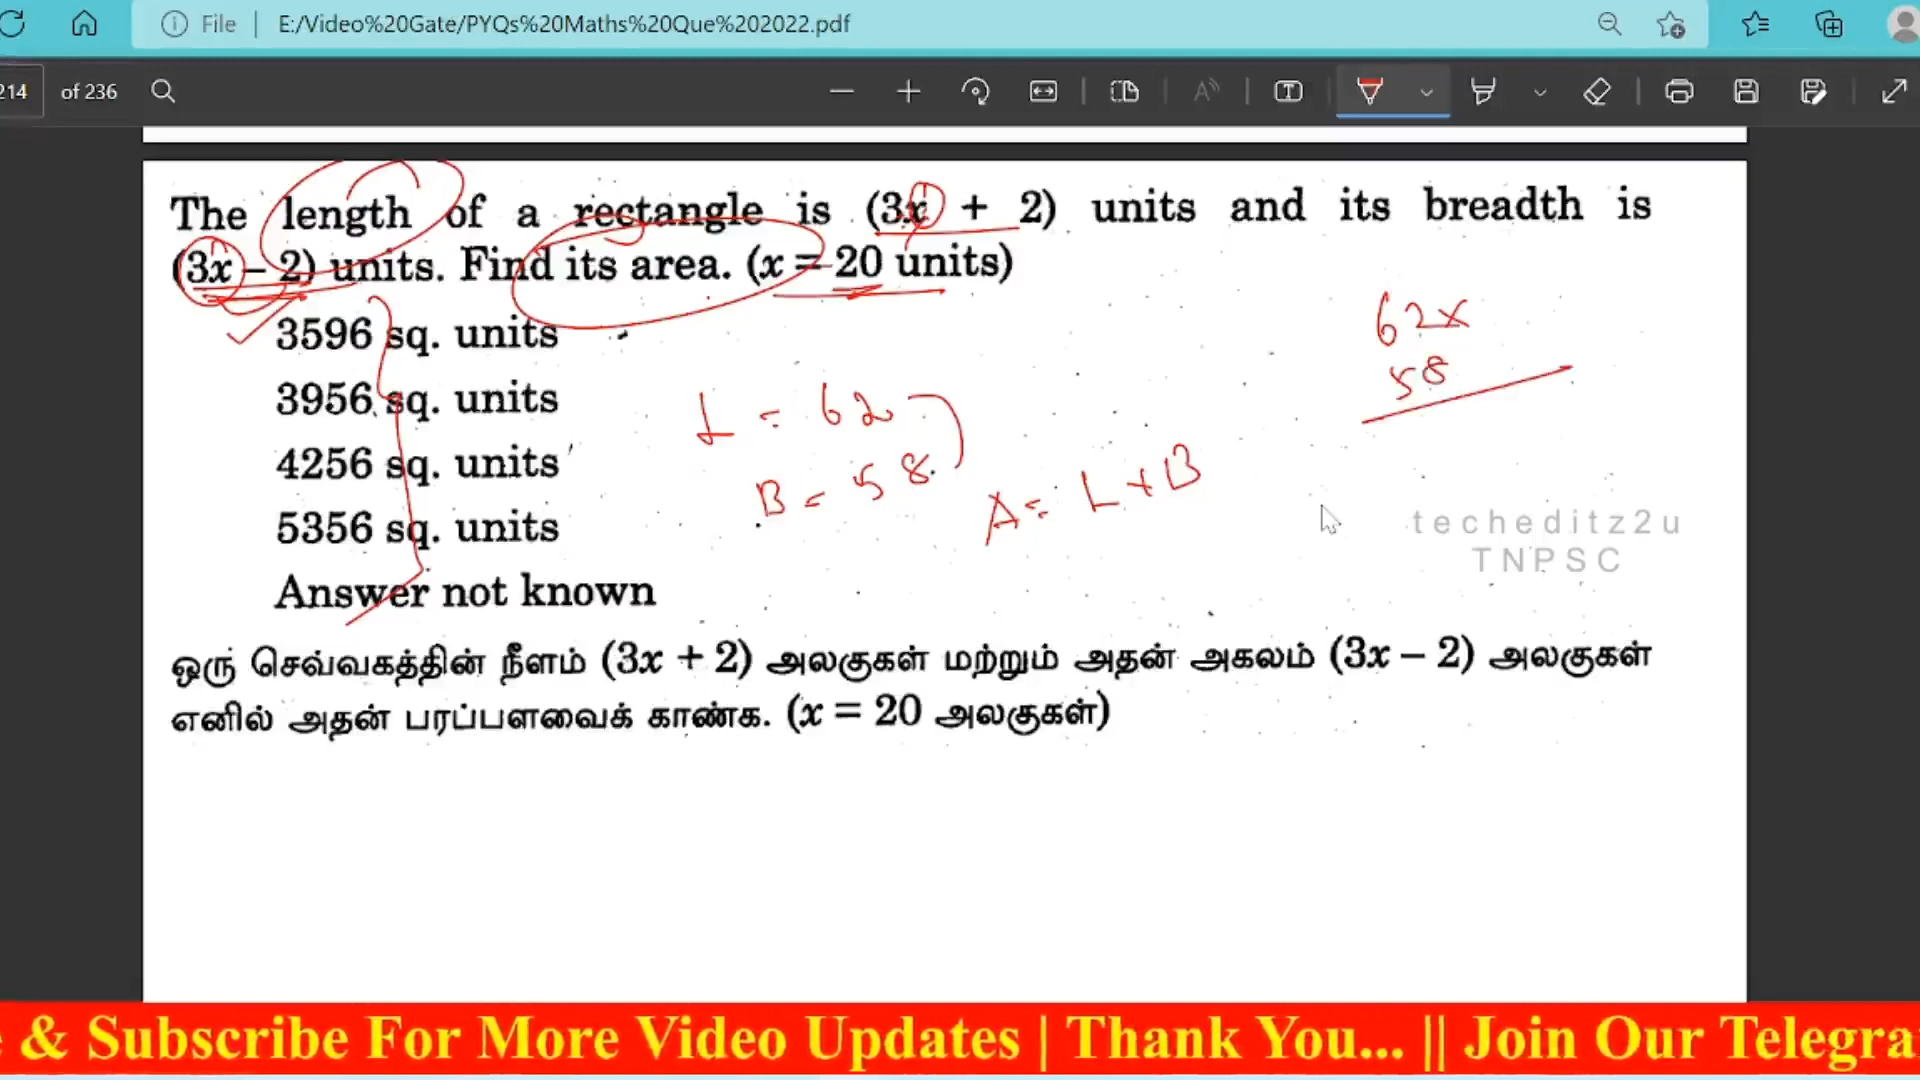 File | E:/Video%20Gate/PYQs%20Maths%20Que%202022.pdf
214 of 236
The length of a rectangle is (3x + 2) units and its breadth is
(3x – 2) units. Find its area. (x = 20 units)
3596 sq. units
3956 sq. units
4256 sq. units
5356 sq. units
Answer not known
62x
58
L = 62
B = 58
A = L x B
techeditz2u
TNPSC
ஒரு செவ்வகத்தின் நீளம் (3x + 2) அலகுகள் மற்றும் அதன் அகலம் (3x – 2) அலகுகள்
எனில் அதன் பரப்பளவைக் காண்க. (x = 20 அலகுகள்)
& Subscribe For More Video Updates | Thank You... || Join Our Telegra